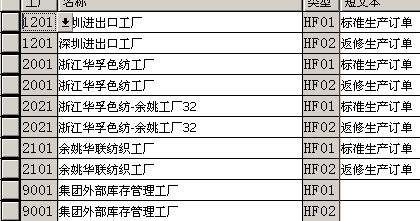 工厂 名称 类型 短文本
1201 圳进出口工厂 HF01 标准生产订单
1201 深圳进出口工厂 HF02 返修生产订单
2001 浙江华孚色纺工厂 HF01 标准生产订单
2001 浙江华孚色纺工厂 HF02 返修生产订单
2021 浙江华孚色纺-余姚工厂32 HF01 标准生产订单
2021 浙江华孚色纺-余姚工厂32 HF02 返修生产订单
2101 余姚华联纺织工厂 HF01 标准生产订单
2101 余姚华联纺织工厂 HF02 返修生产订单
9001 集团外部库存管理工厂 HF01
9001 集团外部库存管理工厂 HF02